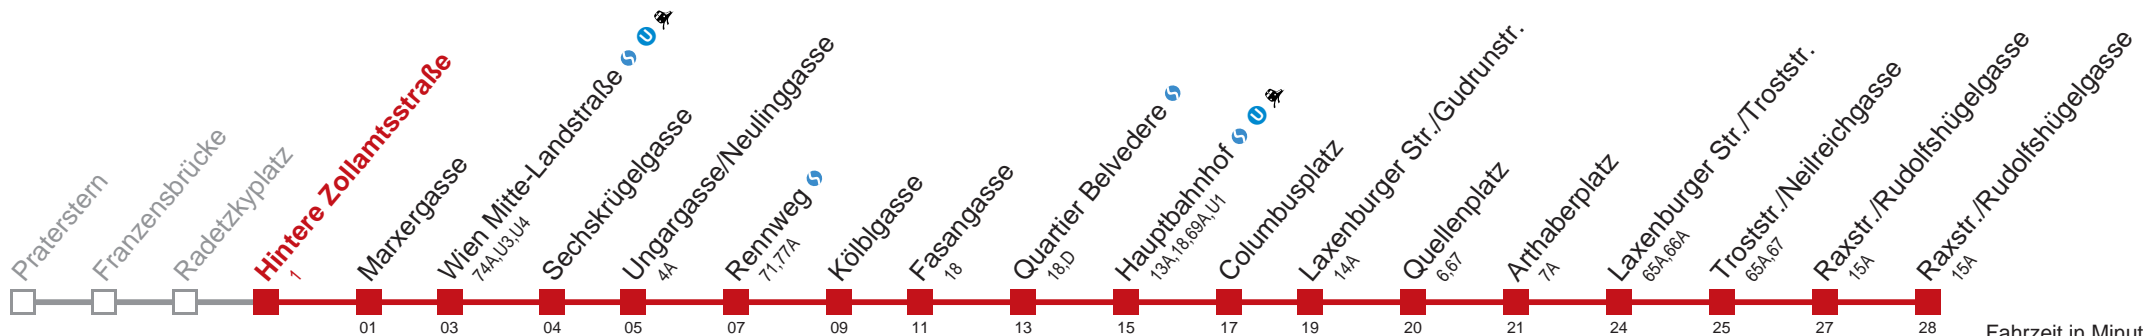 Praterstern
Franzensbrücke
Radetzkyplatz
Hintere Zollamtsstraße
1
Marxergasse
Wien Mitte-Landstraße S U
74A,U3,U4
Sechskrügelgasse
Ungargasse/Neulinggasse
4A
Rennweg S
71,77A
Kölblgasse
Fasangasse
18
Quartier Belvedere S
18,D
Hauptbahnhof S U
13A,18,69A,U1
Columbusplatz
Laxenburger Str./Gudrunstr.
14A
Quellenplatz
6,67
Arthaberplatz
7A
Laxenburger Str./Troststr.
65A,66A
Troststr./Neilreichgasse
65A,67
Raxstr./Rudolfshügelgasse
15A
Raxstr./Rudolfshügelgasse
15A
01 03 04 05 07 09 11 13 15 17 19 20 21 24 25 27 28
Fahrzeit in Minut